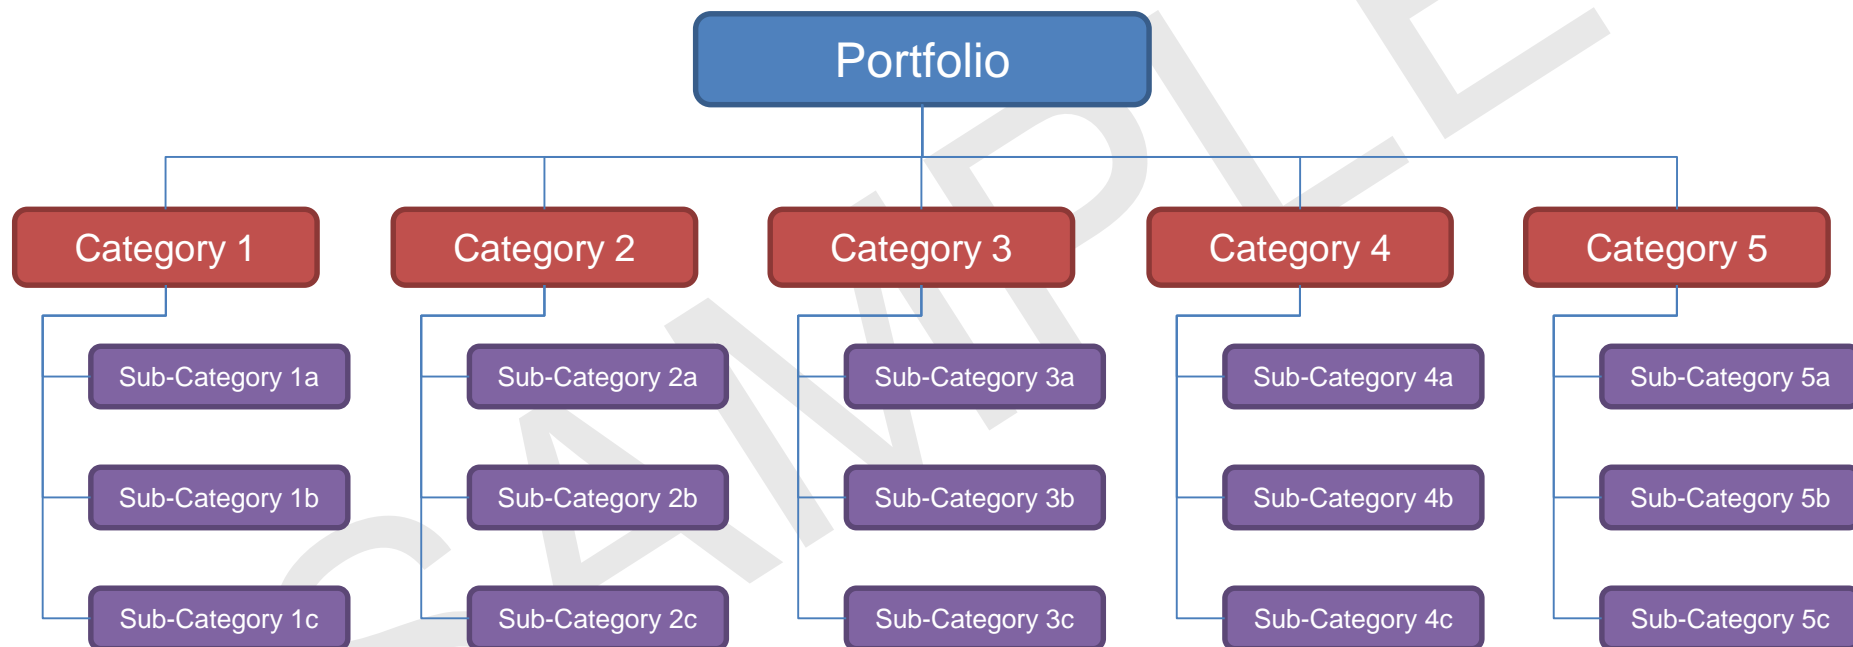 Portfolio
Category 1
Category 2
Category 3
Category 4
Category 5
Sub-Category 1a
Sub-Category 2a
Sub-Category 3a
Sub-Category 4a
Sub-Category 5a
Sub-Category 1b
Sub-Category 2b
Sub-Category 3b
Sub-Category 4b
Sub-Category 5b
Sub-Category 1c
Sub-Category 2c
Sub-Category 3c
Sub-Category 4c
Sub-Category 5c
SAMPLE